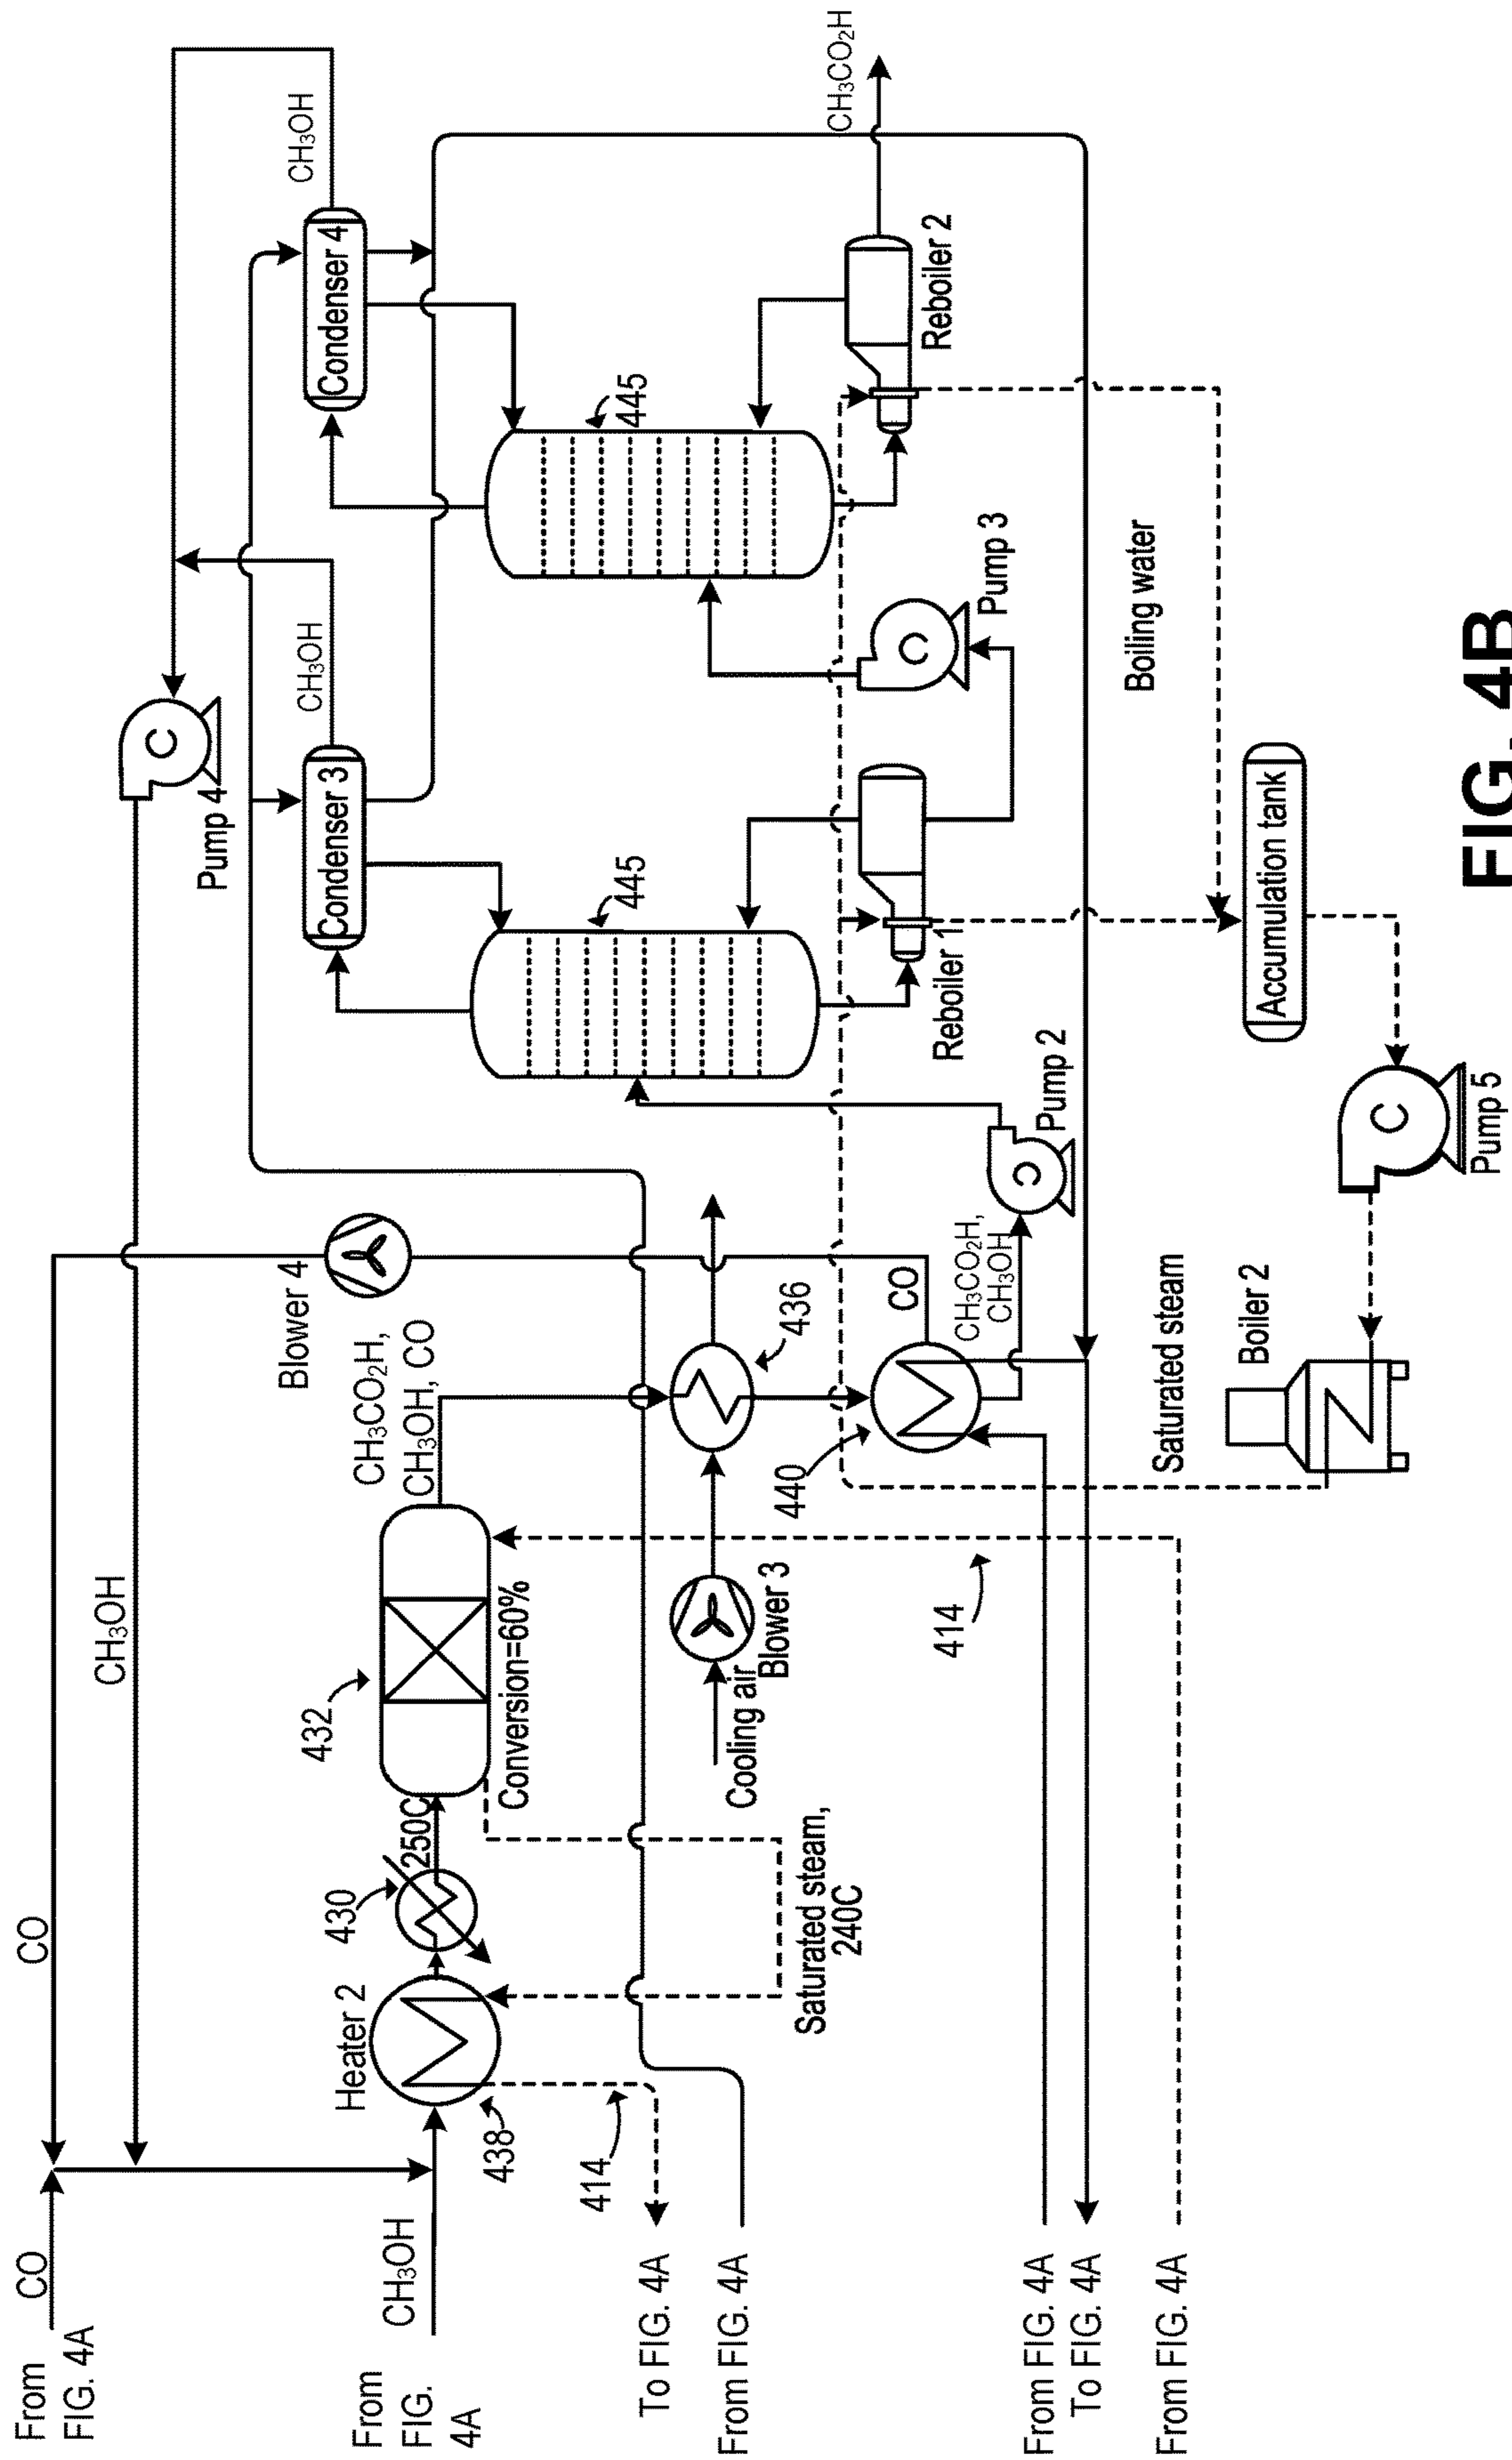 From
FIG. 4A
CO
CO
CH₃OH
From
FIG.
4A
CH₃OH
Heater 2
438
414
430
250C
432
Conversion=60%
Saturated steam,
240C
CH₃CO₂H,
CH₃OH, CO
Blower 4
Cooling air
Blower 3
436
440
CO
CH₃CO₂H,
CH₃OH
414
To FIG. 4A
From FIG. 4A
From FIG. 4A
To FIG. 4A
From FIG. 4A
Pump 4
C
Condenser 3
CH₃OH
Condenser 4
CH₃OH
445
445
Pump 2
C
Reboiler 1
Pump 3
C
Reboiler 2
CH₃CO₂H
Boiling water
Saturated steam
Boiler 2
Accumulation tank
Pump 5
C
FIG. 4B